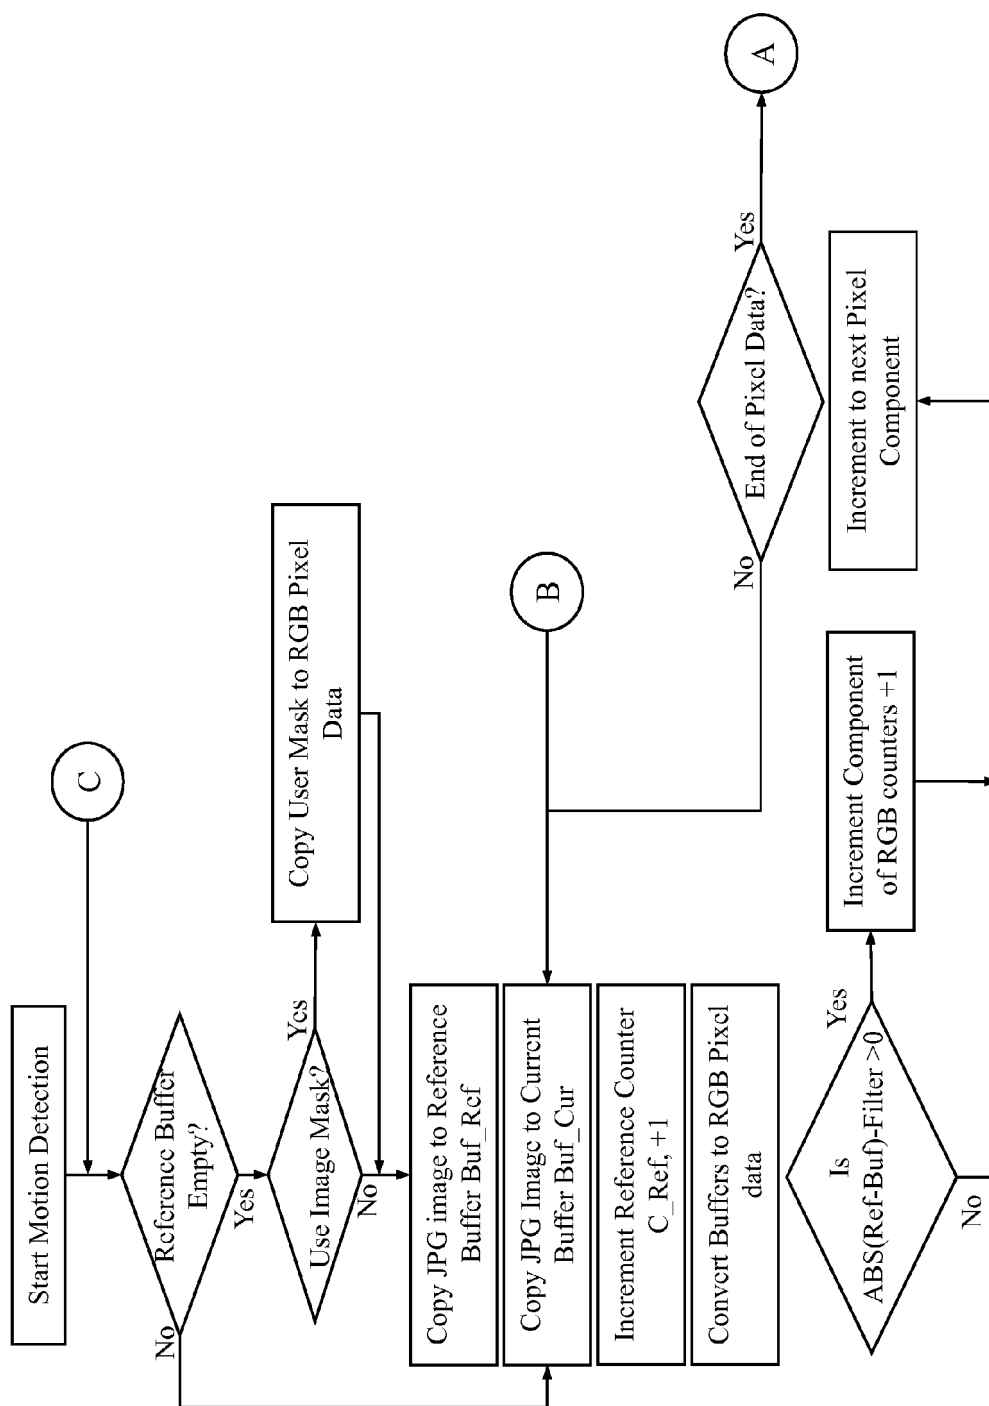 Start Motion Detection
C
Reference Buffer
Empty?
No
Yes
Use Image Mask?
Yes
No
Copy User Mask to RGB Pixel
Data
Copy JPG image to Reference
Buffer Buf_Ref
Copy JPG Image to Current
Buffer Buf_Cur
B
Increment Reference Counter
C_Ref, +1
Convert Buffers to RGB Pixel
data
Is
ABS(Ref-Buf)-Filter >0
Yes
No
Increment Component
of RGB counters +1
Increment to next Pixel
Component
End of Pixel Data?
No
Yes
A